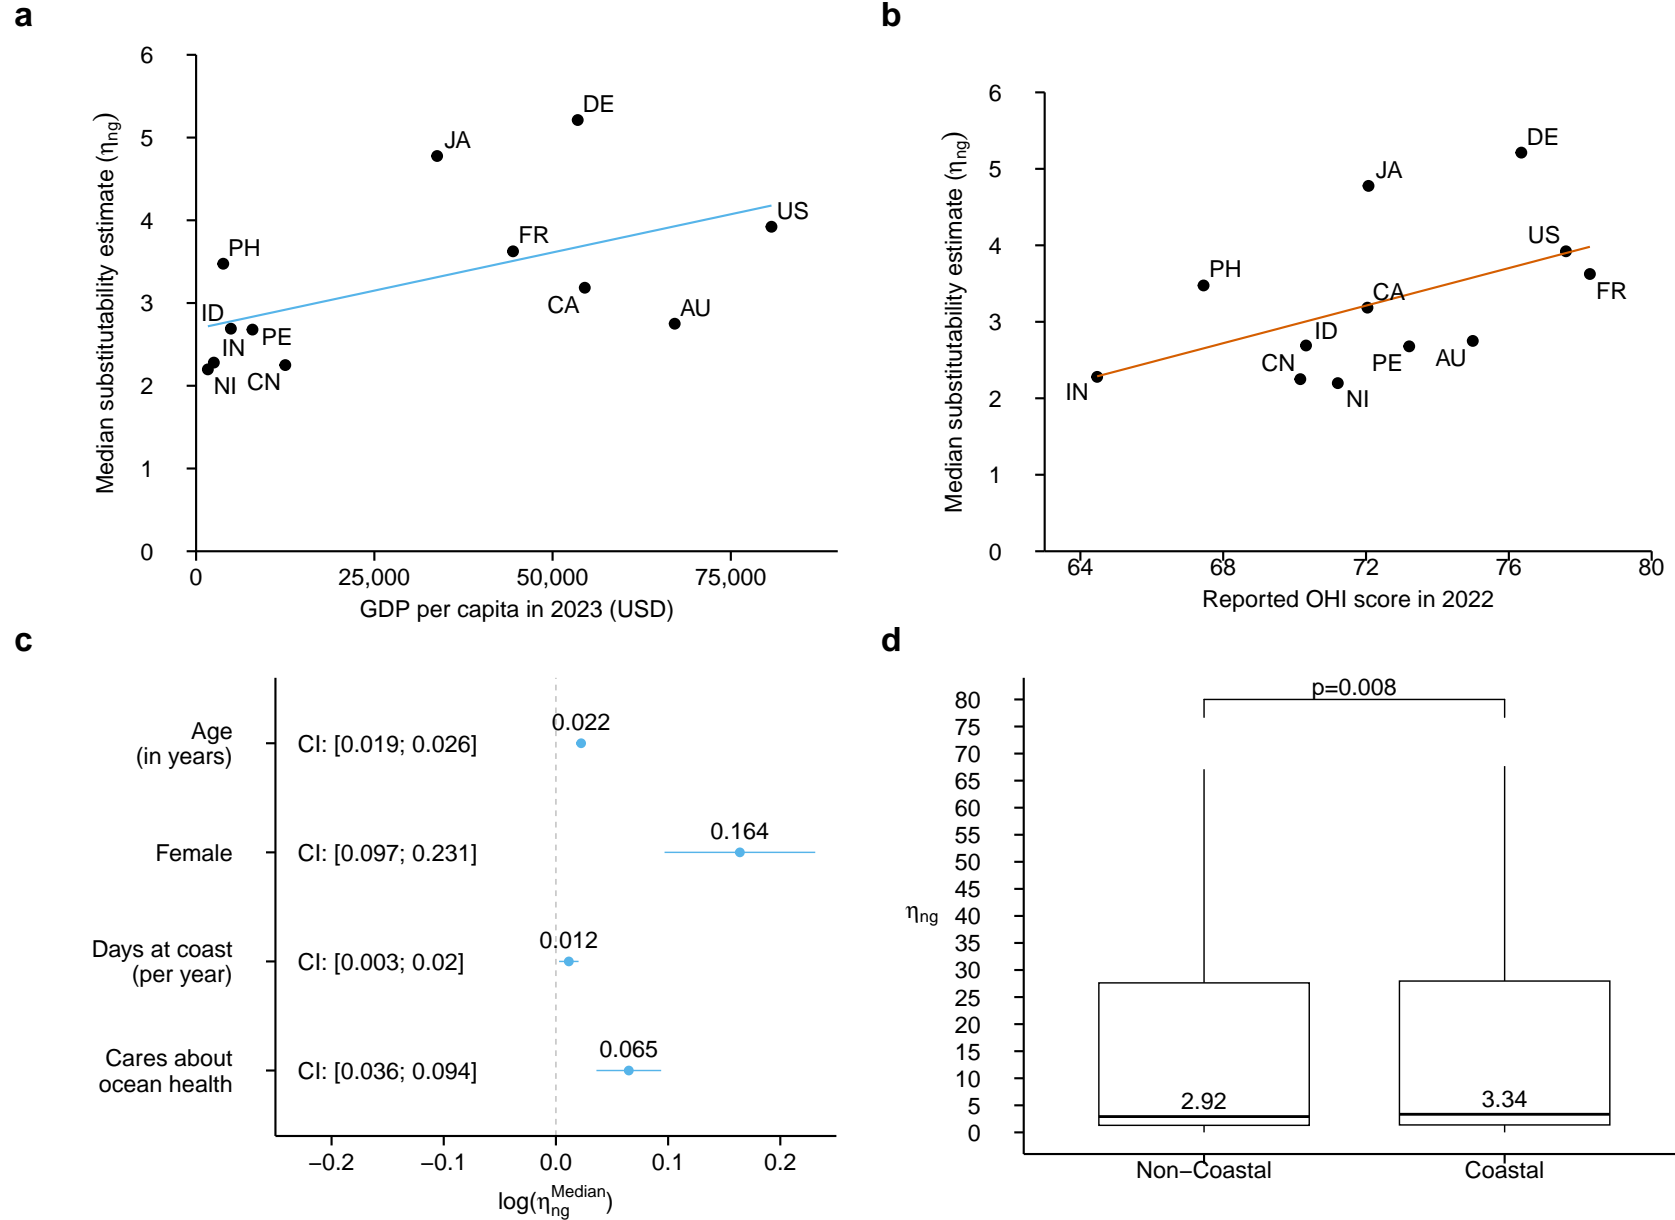 a
6
5
4
3
2
1
0
Median substitutability estimate (ηng)
DE
JA
US
PH
FR
CA
AU
ID
PE
IN
NI
CN
0 25,000 50,000 75,000
GDP per capita in 2023 (USD)
b
6
5
4
3
2
1
0
Median substitutability estimate (ηng)
DE
JA
US
PH
FR
CA
ID
CN
PE
AU
IN
NI
64 68 72 76 80
Reported OHI score in 2022
c
Age
(in years)
CI: [0.019; 0.026]
0.022
Female
CI: [0.097; 0.231]
0.164
Days at coast
(per year)
CI: [0.003; 0.02]
0.012
Cares about
ocean health
CI: [0.036; 0.094]
0.065
−0.2 −0.1 0.0 0.1 0.2
log(ηngMedian)
d
80
75
70
65
60
55
50
45
40
35
30
25
20
15
10
5
0
ηng
p=0.008
2.92
3.34
Non−Coastal Coastal